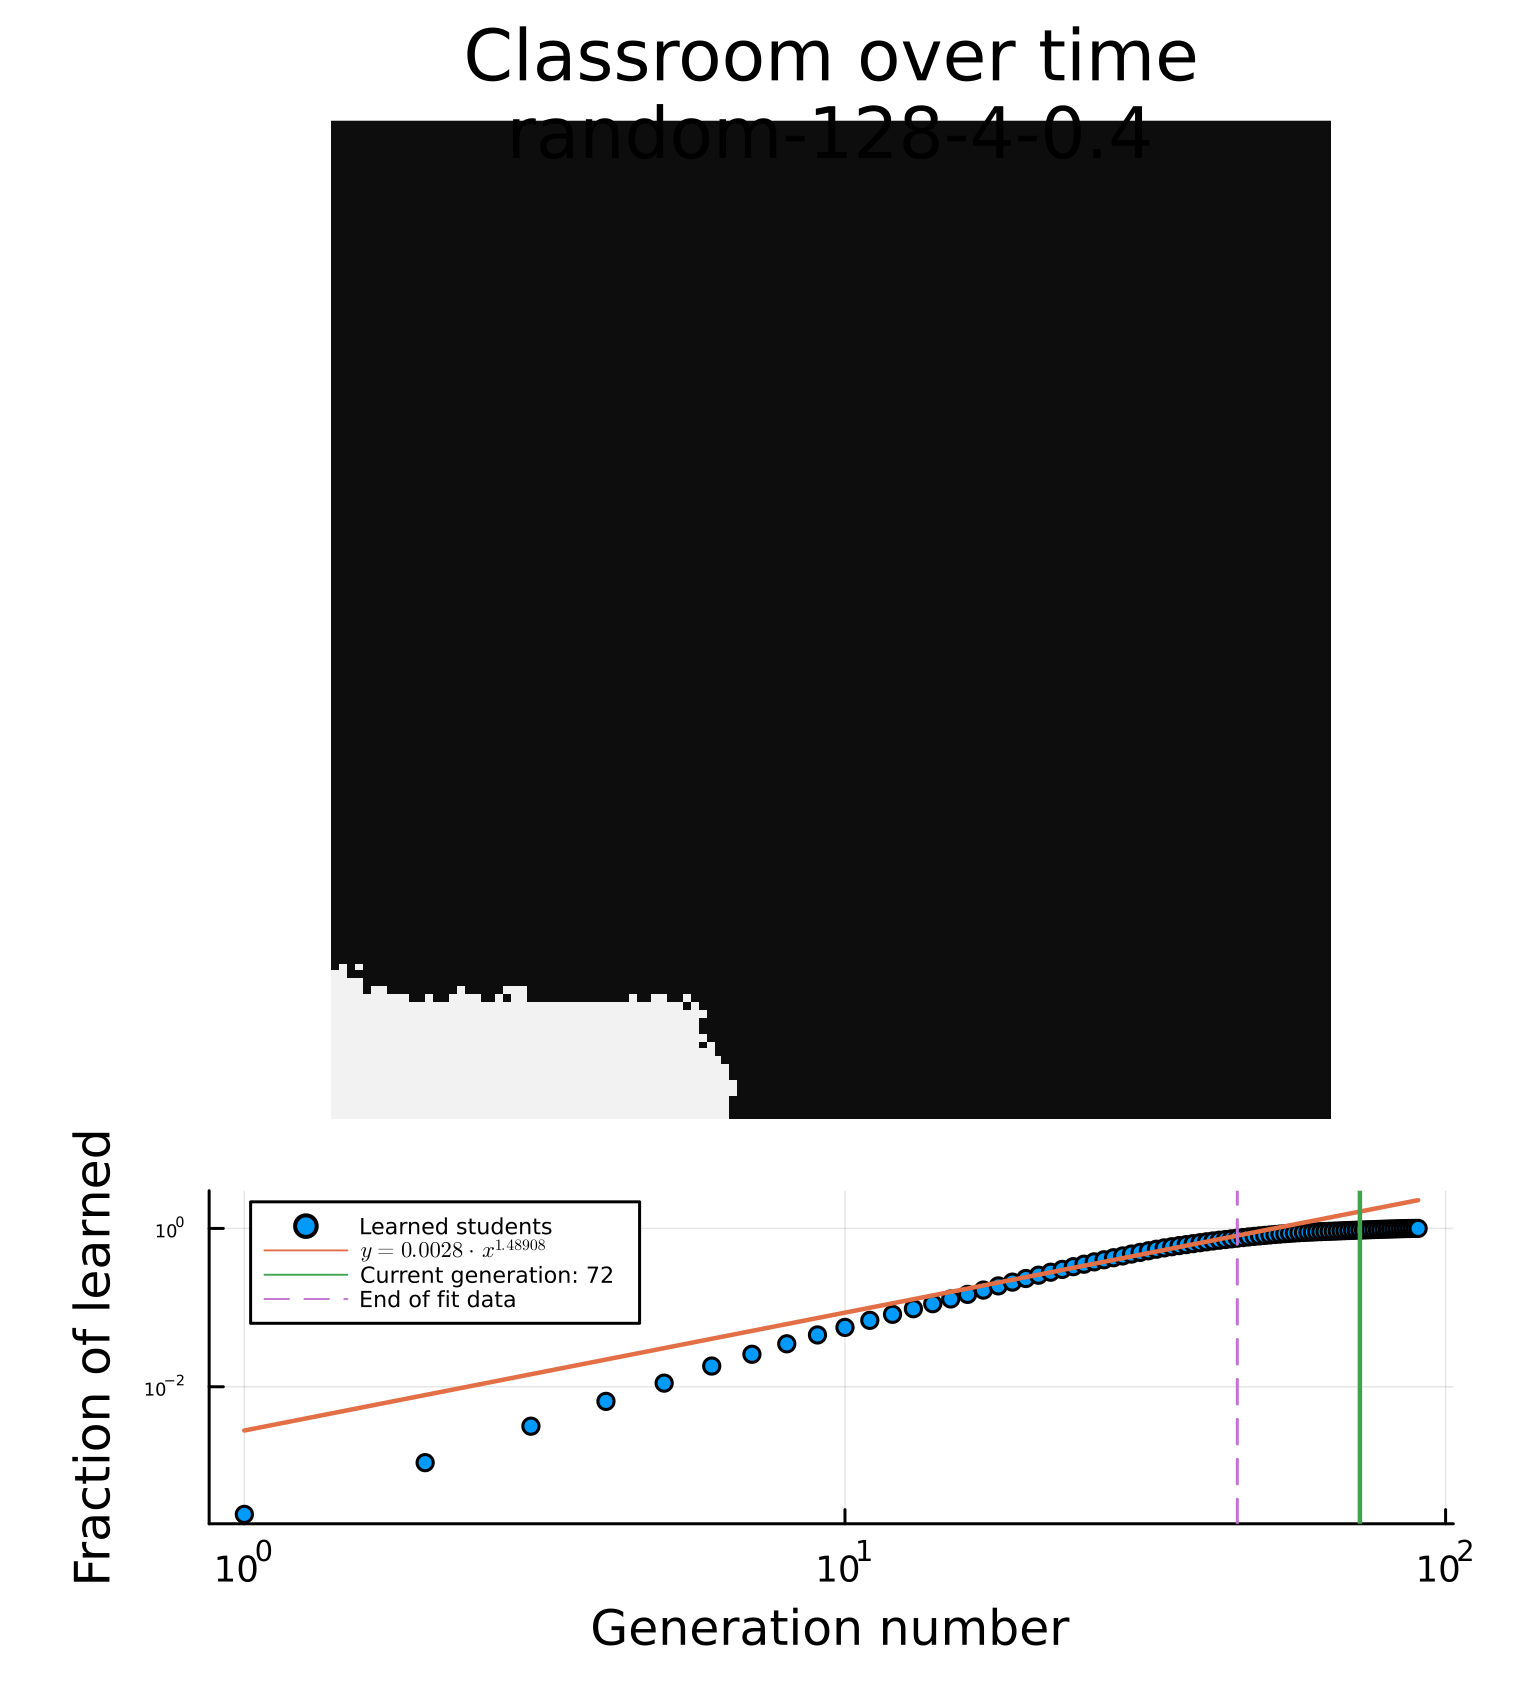 Classroom over time
random-128-4-0.4
Fraction of learned
10^0
10^-2
Learned students
y = 0.0028 · x^1.48908
Current generation: 72
End of fit data
10^0 10^1 10^2
Generation number